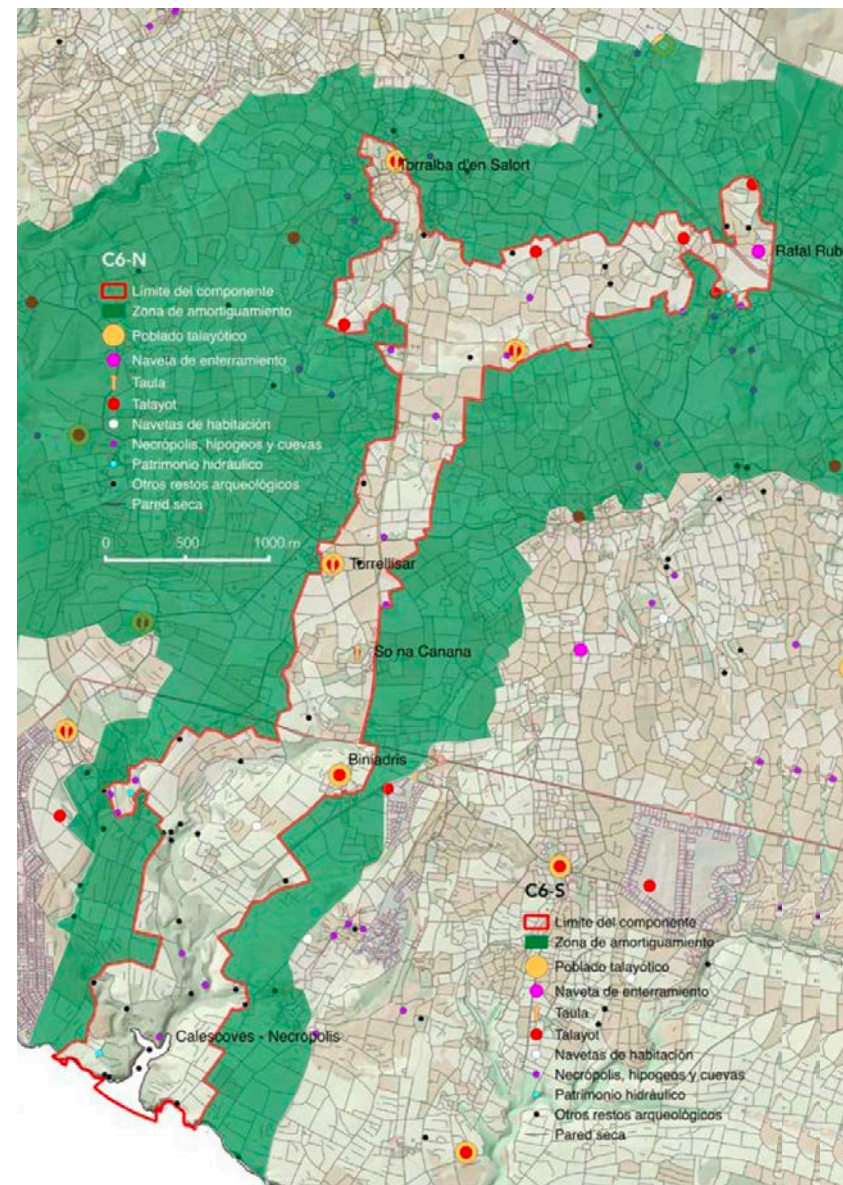 Torralba d'en Salort
Rafal Rub
C6-N
Límite del componente
Zona de amortiguamiento
Poblado talayótico
Naveta de enterramiento
Taula
Talayot
Navetas de habitación
Necrópolis, hipogeos y cuevas
Patrimonio hidráulico
Otros restos arqueológicos
Pared seca
0 500 1000 m
Torrellisar
So na Canana
Biniadris
C6-S
Límite del componente
Zona de amortiguamiento
Poblado talayótico
Naveta de enterramiento
Taula
Talayot
Navetas de habitación
Necrópolis, hipogeos y cuevas
Patrimonio hidráulico
Otros restos arqueológicos
Pared seca
Calescoves - Necrópolis